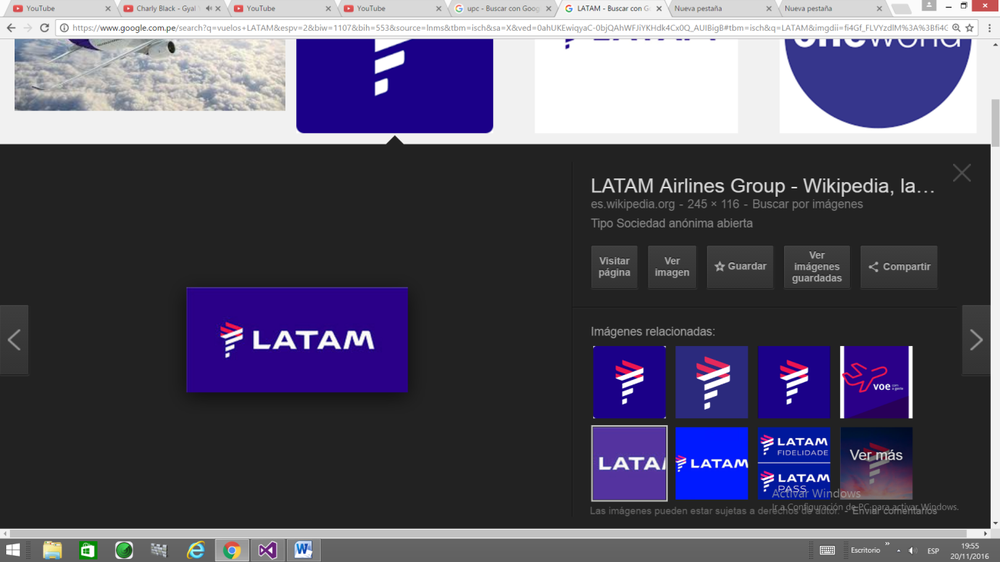 YouTube
Charly Black - Gyal
YouTube
YouTube
upc - Buscar con Goog
LATAM - Buscar con G
Nueva pestaña
Nueva pestaña
https://www.google.com.pe/search?q=vuelos+LATAM&espv=2&biw=1107&bih=553&source=lnms&tbm=isch&sa=X&ved=0ahUKEwiqyaC-0bjQAhWFJiYKHdk4Cx0Q_AUIBigB#tbm=isch&q=LATAM&imgdii=fi4Gf_FLVYzdlM%3A%3Bfi4G
oneworld
LATAM Airlines Group - Wikipedia, la…
es.wikipedia.org - 245 × 116 - Buscar por imágenes
Tipo Sociedad anónima abierta
Visitar página
Ver imagen
Guardar
Ver imágenes guardadas
Compartir
LATAM
Imágenes relacionadas:
voe com a gente
LATAM
LATAM
LATAM
FIDELIDADE
LATAM
PASS
Ver más
Activar Windows
Ir a Configuración de PC para activar Windows.
Las imágenes pueden estar sujetas a derechos de autor. - Enviar comentarios
Escritorio
ESP
19:55
20/11/2016